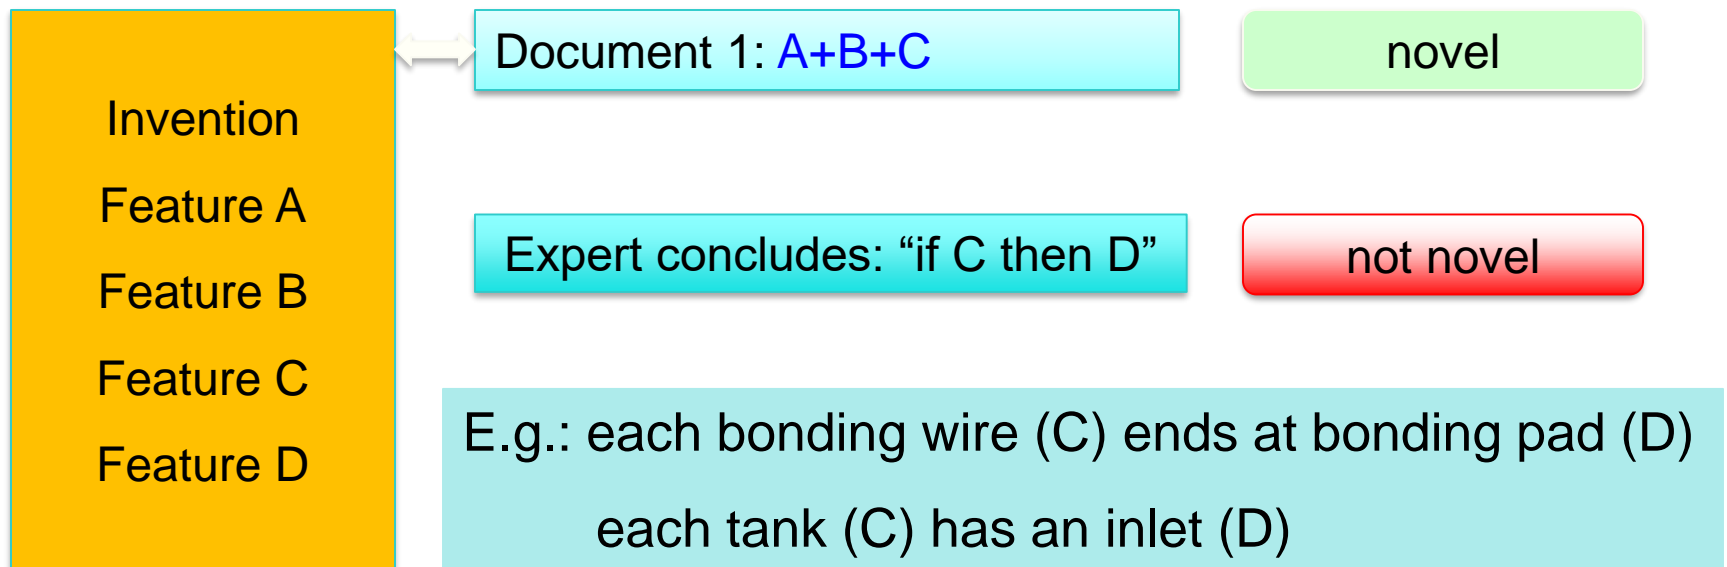 Invention
Feature A
Feature B
Feature C
Feature D
Document 1: A+B+C
novel
Expert concludes: “if C then D”
not novel
E.g.: each bonding wire (C) ends at bonding pad (D)
each tank (C) has an inlet (D)